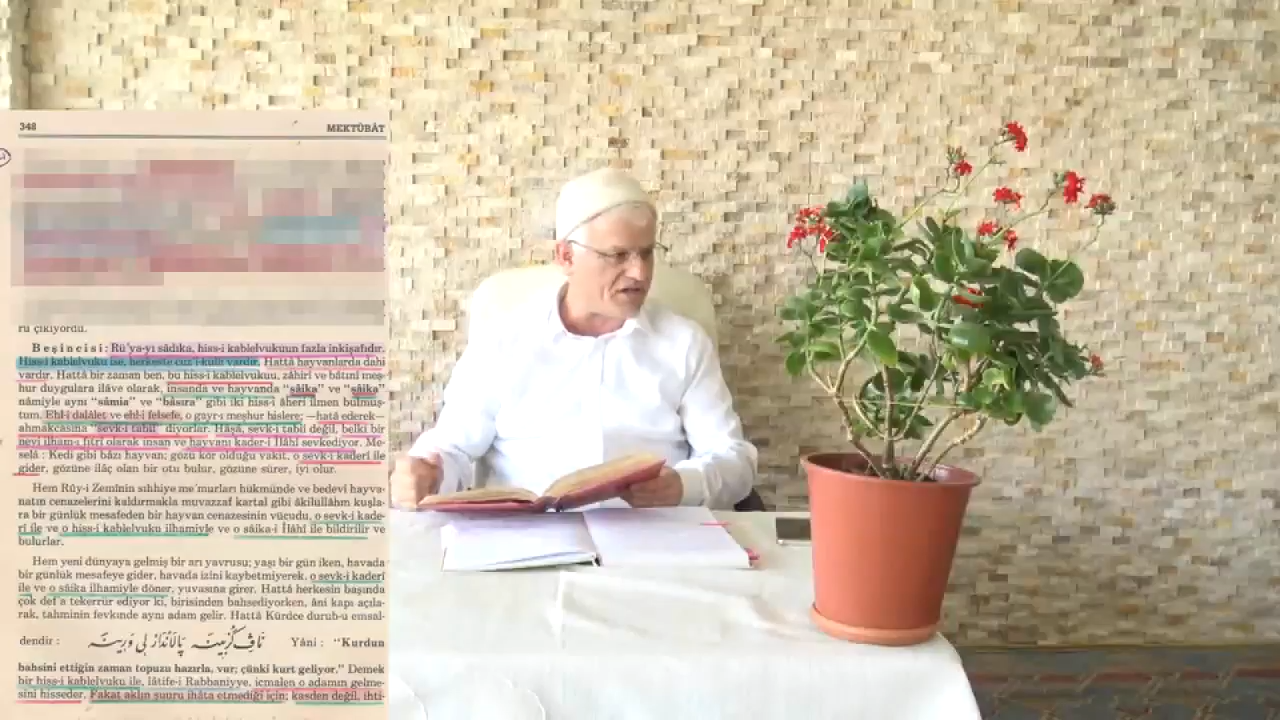 348 MEKTÛBÂT
rü çıkıyordu.
Beşincisi: Rü'ya-yı sâdıka, hiss-i kablelvukuun fazla inkişafıdır.
Hiss-i kablelvuku ise, herkeste cüz'î-küllî vardır. Hattâ hayvanlarda dahi
vardır. Hattâ bir zaman ben, bu hiss-i kablelvukuu, zâhirî ve bâtınî meş-
hur duygulara ilâve olarak, insanda ve hayvanda "sâika" ve "şâika"
nâmiyle aynı "sâmia" ve "bâsıra" gibi iki hiss-i âheri ilmen bulmuş-
tum. Ehl-i dalâlet ve ehl-i felsefe, o gayr-ı meşhur hislere; —hatâ ederek—
ahmakcasına "sevk-i tabiî" diyorlar. Hâşâ, sevk-i tabiî değil, belki bir
nevi ilham-ı fıtrî olarak insan ve hayvanı kader-i İlâhî sevkediyor. Me-
selâ: Kedi gibi bâzı hayvan; gözü kör olduğu vakit, o sevk-i kaderî ile
gider, gözüne ilâç olan bir otu bulur, gözüne sürer, iyi olur.
Hem Rûy-i Zeminin sıhhiye me'murları hükmünde ve bedevî hayva-
natın cenazelerini kaldırmakla muvazzaf kartal gibi âkilüllâhm kuşla-
ra bir günlük mesafeden bir hayvan cenazesinin vücudu, o sevk-i kade-
rî ile ve o hiss-i kablelvuku ilhamiyle ve o sâika-i İlâhî ile bildirilir ve
bulurlar.
Hem yeni dünyaya gelmiş bir arı yavrusu; yaşı bir gün iken, havada
bir günlük mesafeye gider, havada izini kaybetmiyerek, o sevk-i kaderî
ile ve o sâika ilhamiyle döner, yuvasına girer. Hattâ herkesin başında
çok def'a tekerrür ediyor ki, birisinden bahsediyorken, âni kapı açıla-
rak, tahminin fevkinde aynı adam gelir. Hattâ Kürdce durub-u emsal-
dendir : Yâni : "Kurdun
bahsini ettiğin zaman topuzu hazırla, vur; çünki kurt geliyor." Demek
bir hiss-i kablelvuku ile, lâtife-i Rabbaniyye, icmalen o adamın gelme-
sini hisseder. Fakat aklın şuuru ihâta etmediği için; kasden değil, ihti-